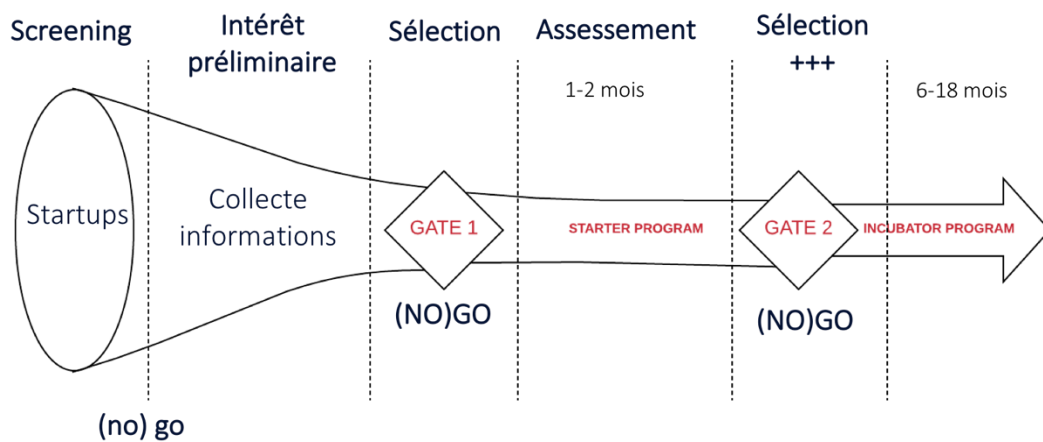 Screening
Intérêt
préliminaire
Sélection
Assessement
Sélection
+++
1-2 mois
6-18 mois
Startups
Collecte
informations
GATE 1
STARTER PROGRAM
GATE 2
INCUBATOR PROGRAM
(NO)GO
(NO)GO
(no) go